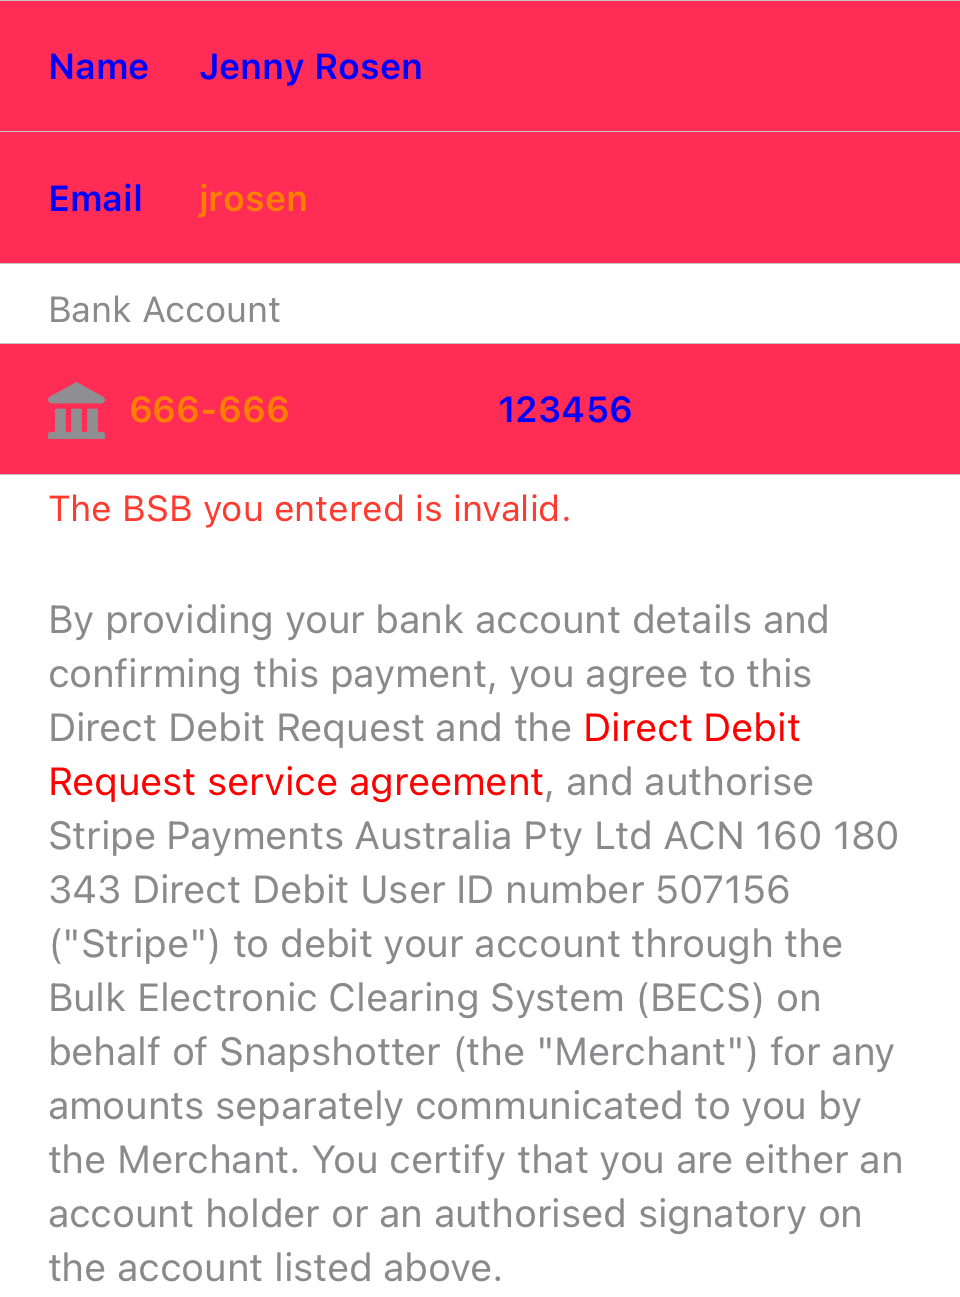 Name Jenny Rosen
Email jrosen
Bank Account
666-666 123456
The BSB you entered is invalid.
By providing your bank account details and
confirming this payment, you agree to this
Direct Debit Request and the Direct Debit
Request service agreement, and authorise
Stripe Payments Australia Pty Ltd ACN 160 180
343 Direct Debit User ID number 507156
("Stripe") to debit your account through the
Bulk Electronic Clearing System (BECS) on
behalf of Snapshotter (the "Merchant") for any
amounts separately communicated to you by
the Merchant. You certify that you are either an
account holder or an authorised signatory on
the account listed above.